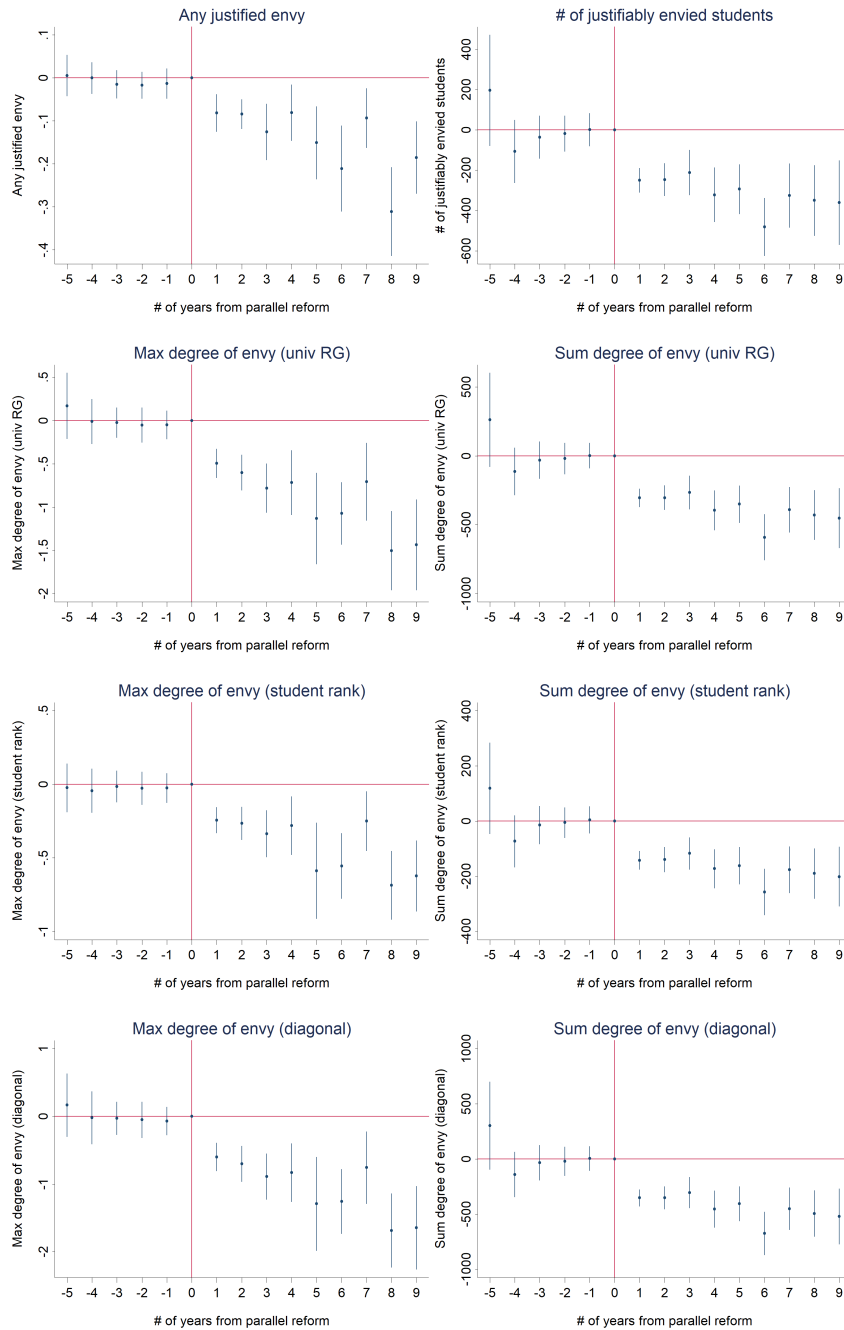 Any justified envy
Any justified envy
.1
0
-.1
-.2
-.3
-.4
-5 -4 -3 -2 -1 0 1 2 3 4 5 6 7 8 9
# of years from parallel reform
# of justifiably envied students
# of justifiably envied students
400
200
0
-200
-400
-600
-5 -4 -3 -2 -1 0 1 2 3 4 5 6 7 8 9
# of years from parallel reform
Max degree of envy (univ RG)
Max degree of envy (univ RG)
.5
0
-.5
-1
-1.5
-2
-5 -4 -3 -2 -1 0 1 2 3 4 5 6 7 8 9
# of years from parallel reform
Sum degree of envy (univ RG)
Sum degree of envy (univ RG)
500
0
-500
-1000
-5 -4 -3 -2 -1 0 1 2 3 4 5 6 7 8 9
# of years from parallel reform
Max degree of envy (student rank)
Max degree of envy (student rank)
.5
0
-.5
-1
-5 -4 -3 -2 -1 0 1 2 3 4 5 6 7 8 9
# of years from parallel reform
Sum degree of envy (student rank)
Sum degree of envy (student rank)
400
200
0
-200
-400
-5 -4 -3 -2 -1 0 1 2 3 4 5 6 7 8 9
# of years from parallel reform
Max degree of envy (diagonal)
Max degree of envy (diagonal)
1
0
-1
-2
-5 -4 -3 -2 -1 0 1 2 3 4 5 6 7 8 9
# of years from parallel reform
Sum degree of envy (diagonal)
Sum degree of envy (diagonal)
1000
500
0
-500
-1000
-5 -4 -3 -2 -1 0 1 2 3 4 5 6 7 8 9
# of years from parallel reform